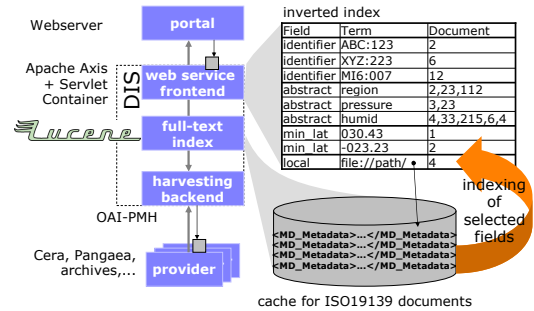 Webserver
portal
Apache Axis
+ Servlet
Container
DIS
web service
frontend
Lucene
full-text
index
harvesting
backend
OAI-PMH
Cera, Pangaea,
archives,...
provider
inverted index
Field Term Document
identifier ABC:123 2
identifier XYZ:223 6
identifier MI6:007 12
abstract region 2,23,112
abstract pressure 3,23
abstract humid 4,33,215,6,4
min_lat 030.43 1
min_lat -023.23 2
local file://path/ 4
indexing
of
selected
fields
<MD_Metadata>...</MD_Metadata>
<MD_Metadata>...</MD_Metadata>
<MD_Metadata>...</MD_Metadata>
<MD_Metadata>...</MD_Metadata>
cache for ISO19139 documents